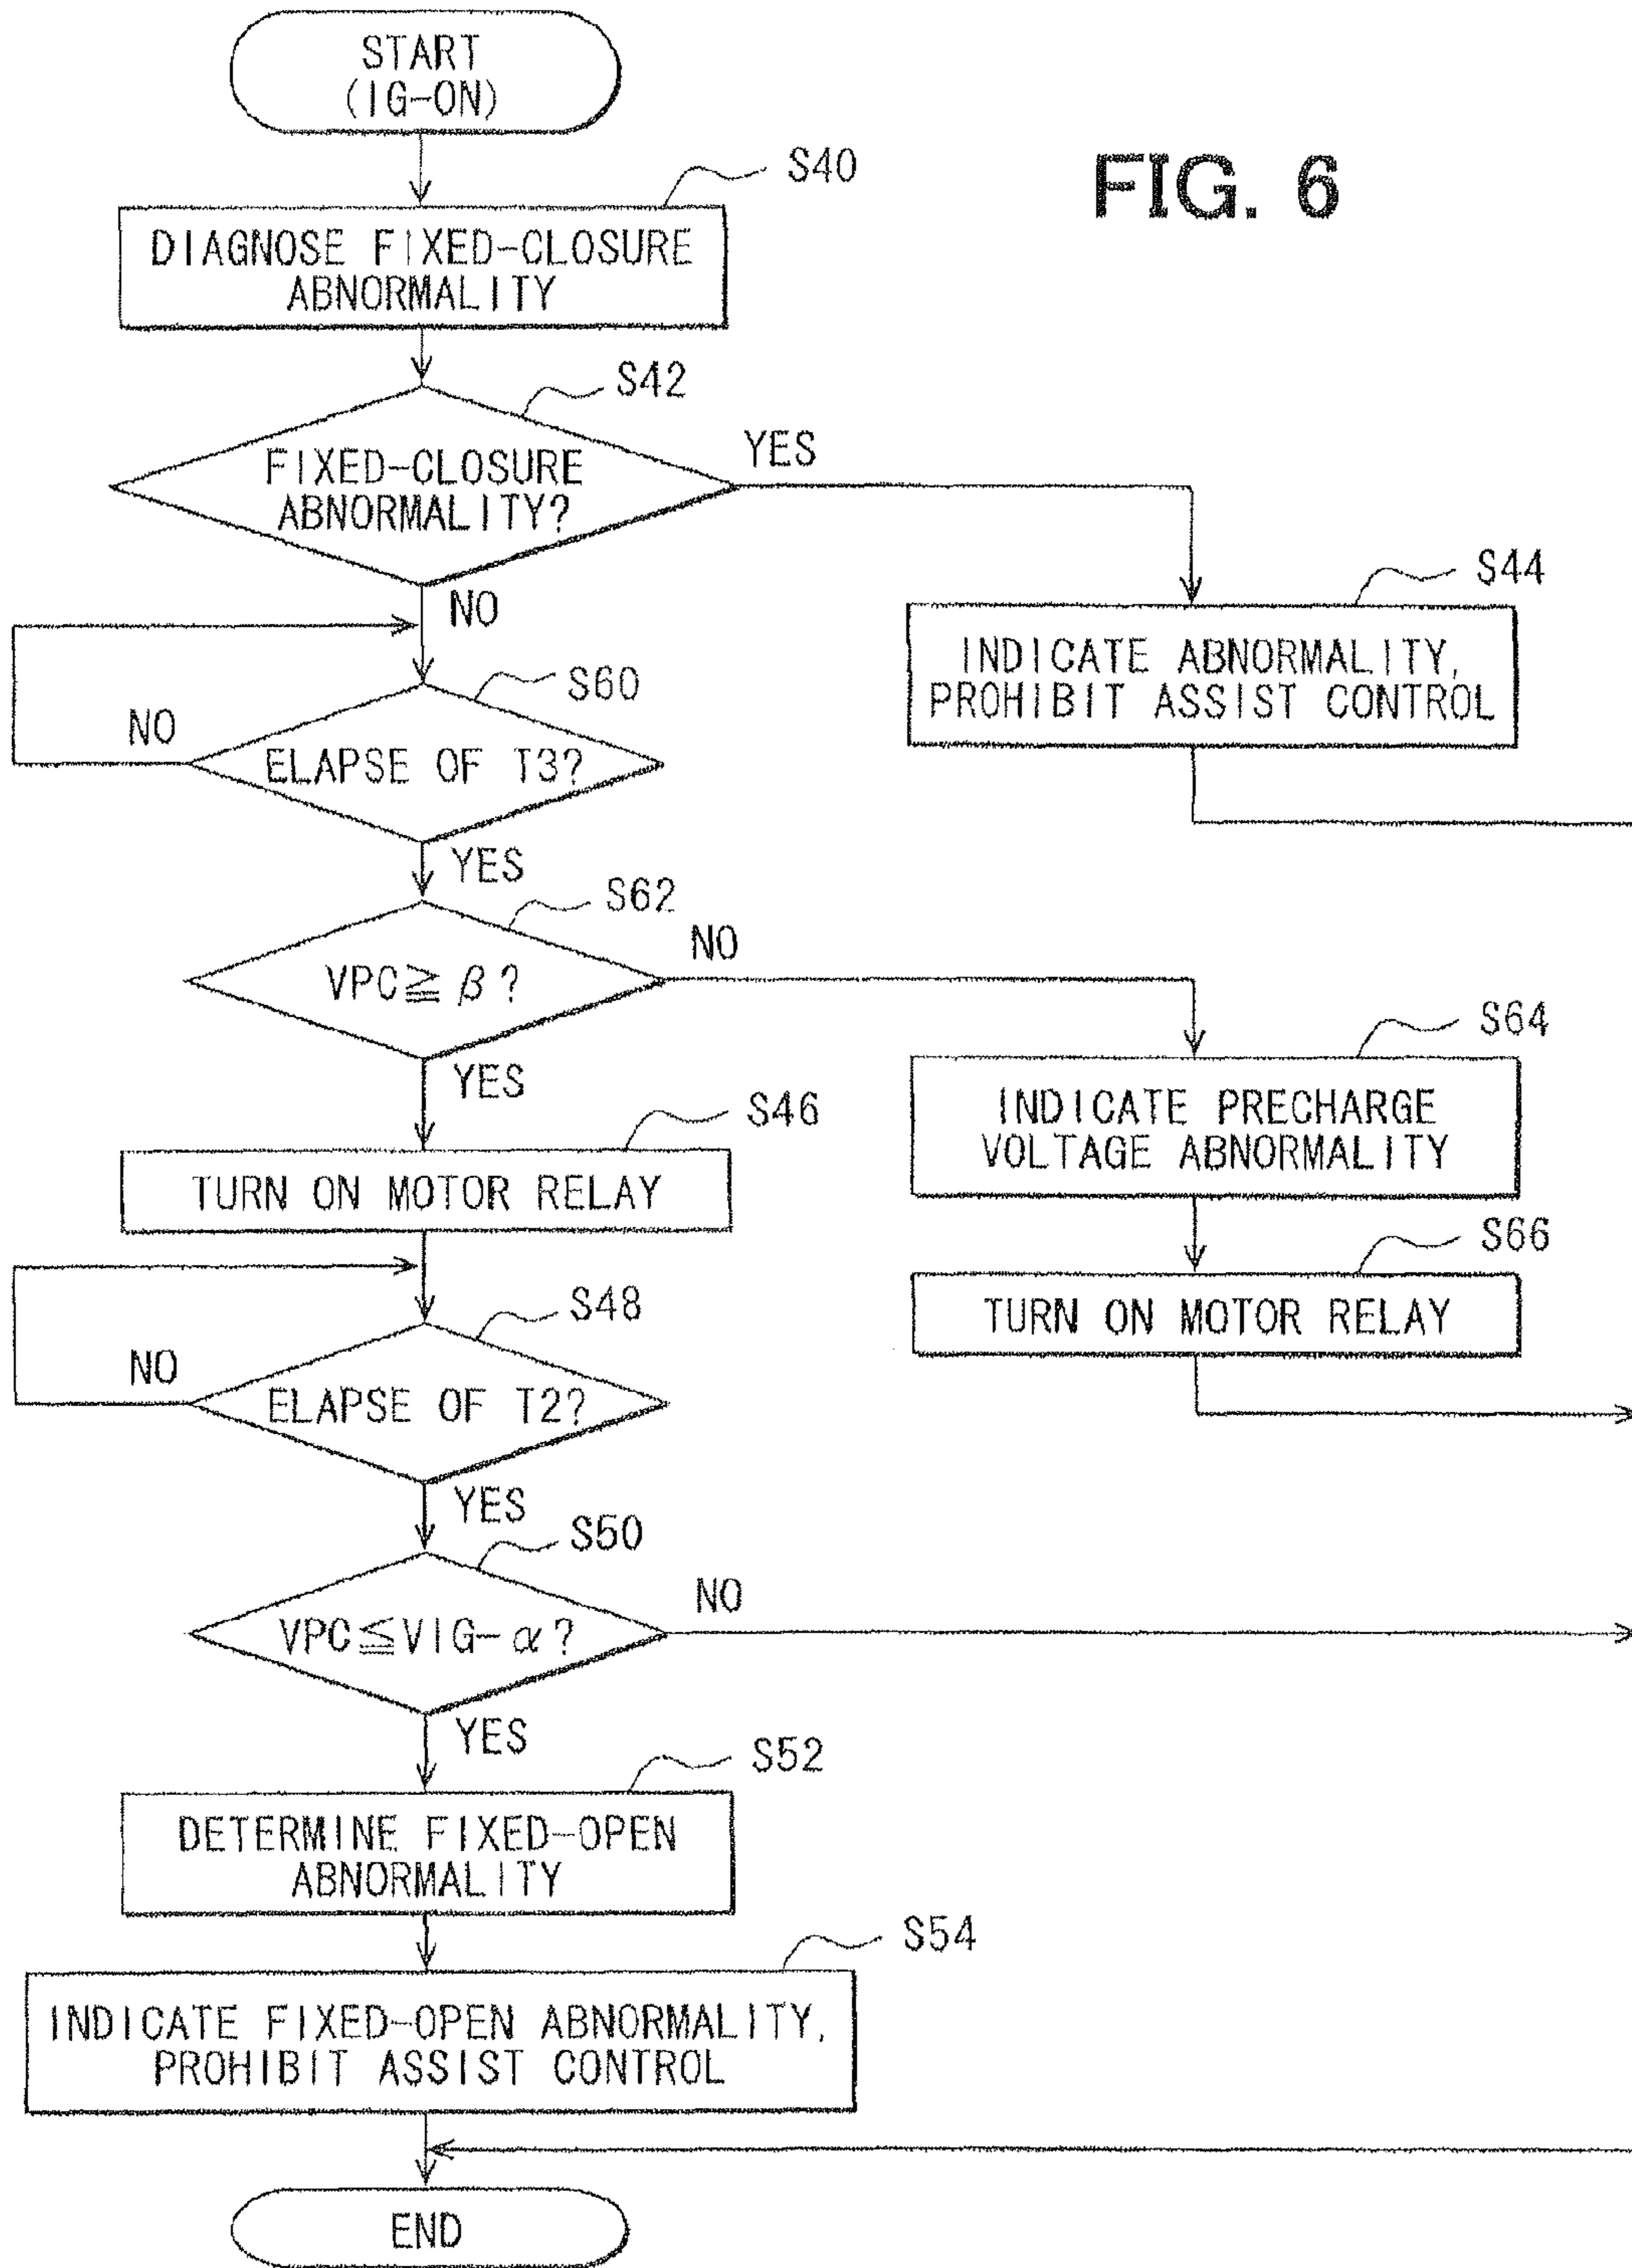 START
(IG-ON)
FIG. 6
S40
DIAGNOSE FIXED-CLOSURE
ABNORMALITY
S42
FIXED-CLOSURE
ABNORMALITY?
YES
NO
S44
INDICATE ABNORMALITY,
PROHIBIT ASSIST CONTROL
S60
NO
ELAPSE OF T3?
YES
S62
VPC≧β?
NO
YES
S64
INDICATE PRECHARGE
VOLTAGE ABNORMALITY
S46
TURN ON MOTOR RELAY
S66
TURN ON MOTOR RELAY
S48
NO
ELAPSE OF T2?
YES
S50
VPC≦VIG-α?
NO
YES
S52
DETERMINE FIXED-OPEN
ABNORMALITY
S54
INDICATE FIXED-OPEN ABNORMALITY,
PROHIBIT ASSIST CONTROL
END